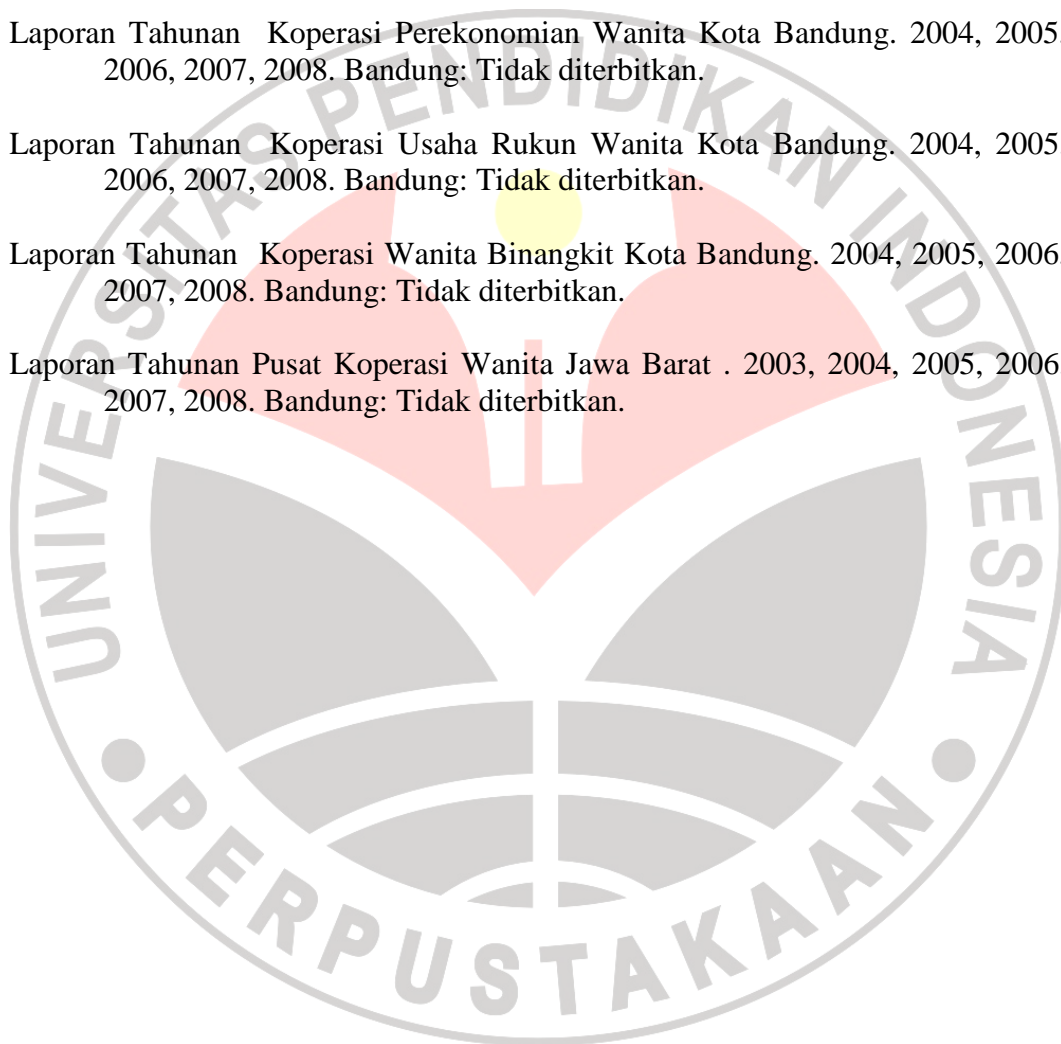 Laporan Tahunan  Koperasi Perekonomian Wanita Kota Bandung. 2004, 2005,
2006, 2007, 2008. Bandung: Tidak diterbitkan.
Laporan Tahunan  Koperasi Usaha Rukun Wanita Kota Bandung. 2004, 2005
2006, 2007, 2008. Bandung: Tidak diterbitkan.
Laporan Tahunan  Koperasi Wanita Binangkit Kota Bandung. 2004, 2005, 2006,
2007, 2008. Bandung: Tidak diterbitkan.
Laporan Tahunan Pusat Koperasi Wanita Jawa Barat . 2003, 2004, 2005, 2006
2007, 2008. Bandung: Tidak diterbitkan.
UNIVERSITAS PENDIDIKAN INDONESIA
PERPUSTAKAAN